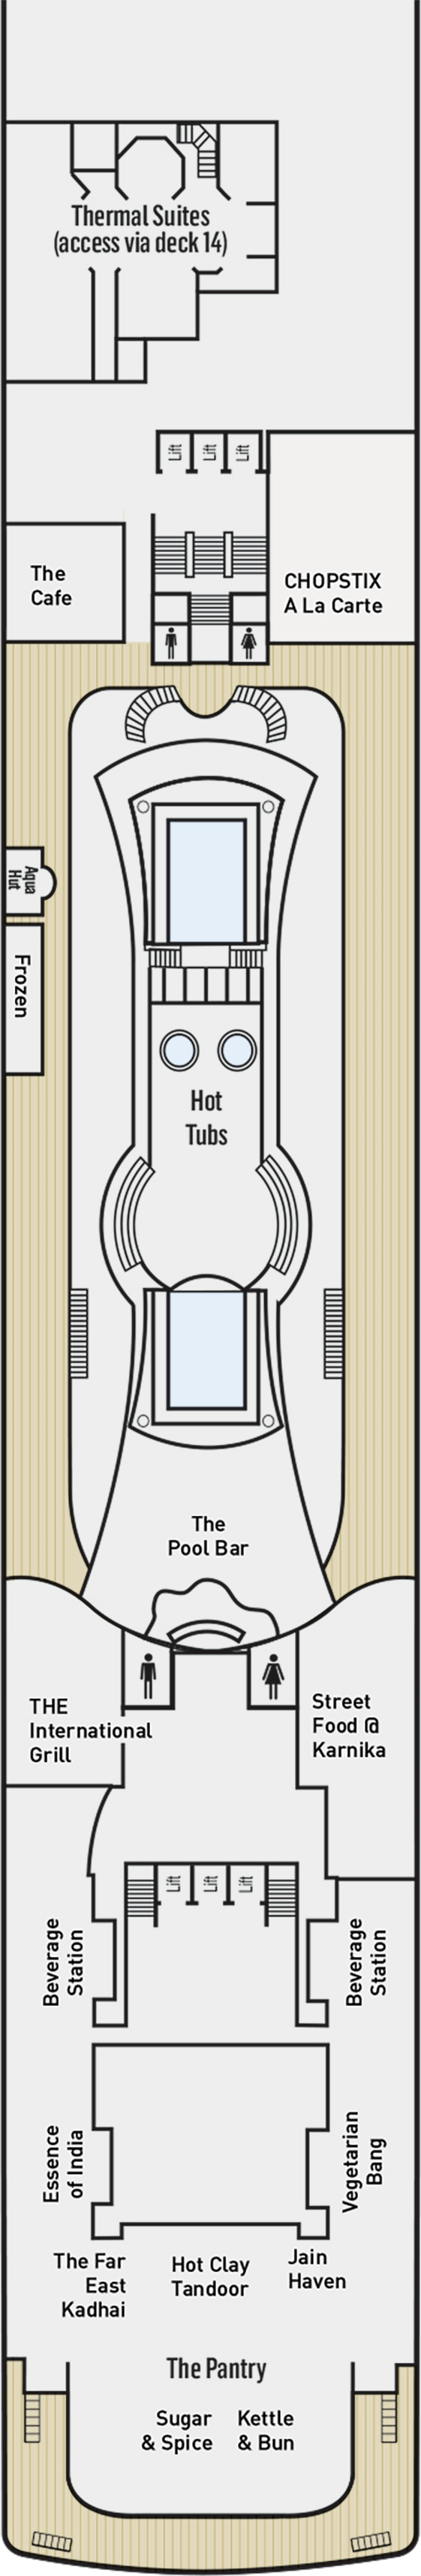 Thermal Suites
(access via deck 14)
Lift
Lift
Lift
The
Cafe
CHOPSTIX
A La Carte
Aqua
Hut
Frozen
Hot
Tubs
The
Pool Bar
THE
International
Grill
Street
Food @
Karnika
Lift
Lift
Lift
Beverage
Station
Beverage
Station
Essence
of India
Vegetarian
Bang
The Far
East
Kadhai
Hot Clay
Tandoor
Jain
Haven
The Pantry
Sugar
& Spice
Kettle
& Bun